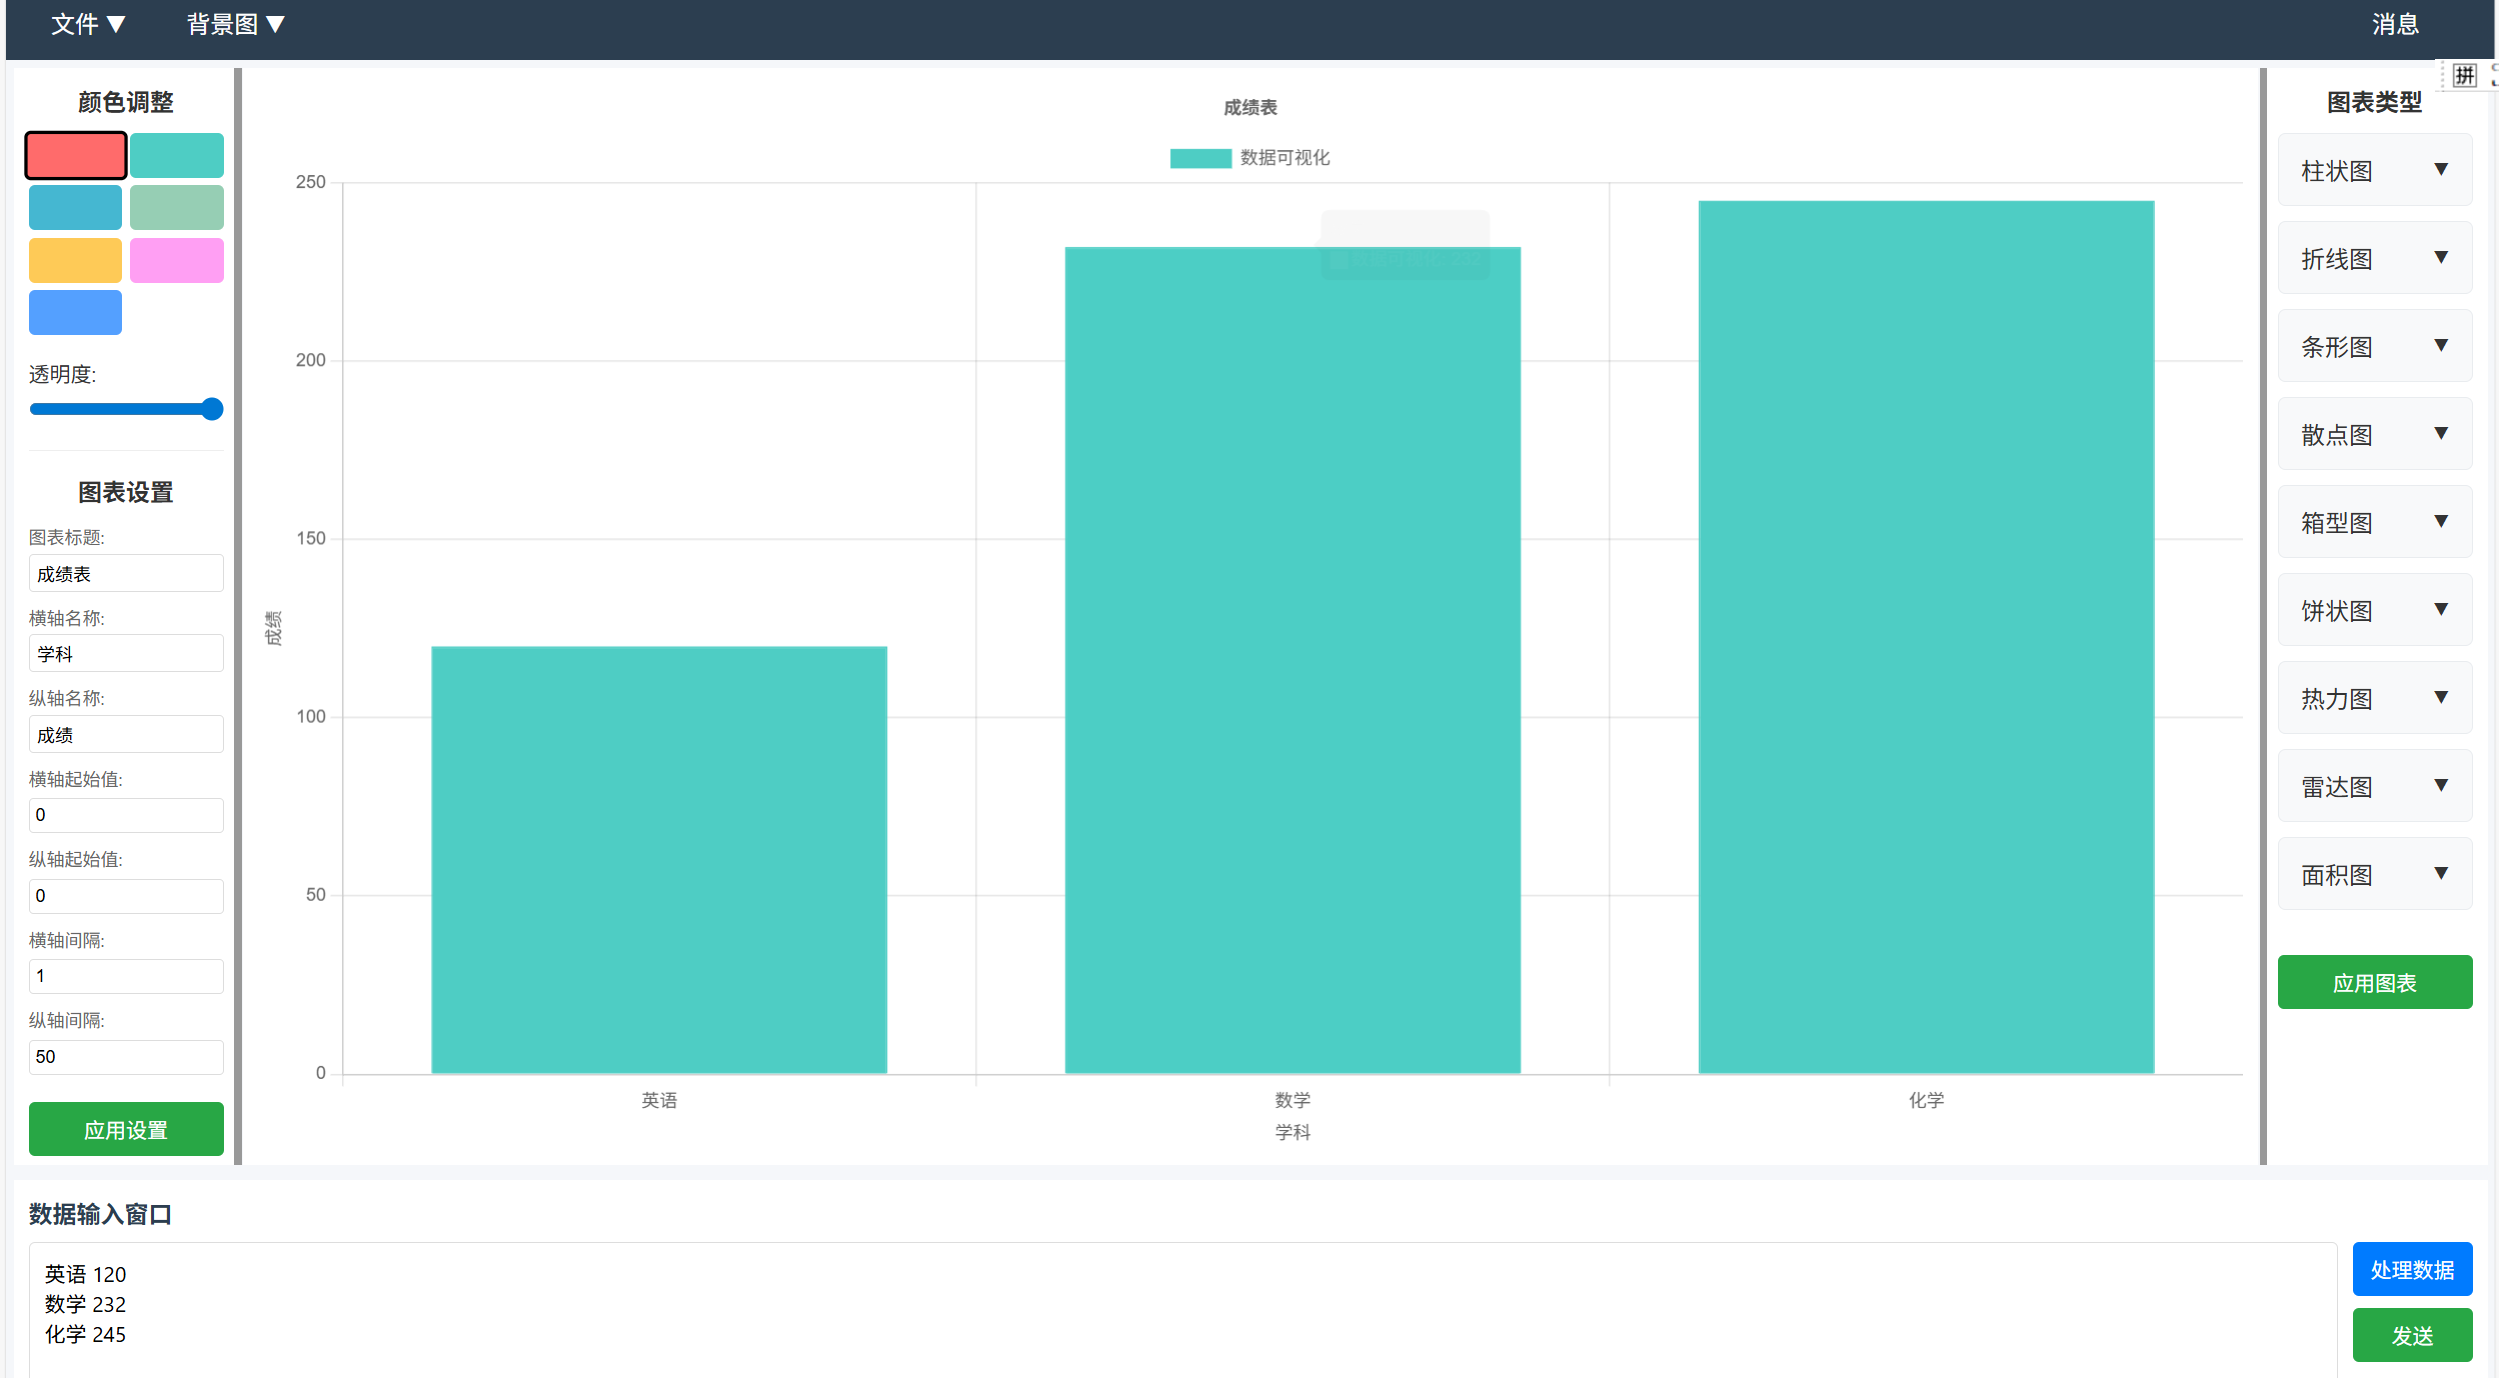 文件 ▼ 背景图 ▼ 消息
拼
颜色调整
透明度:
图表设置
图表标题:
成绩表
横轴名称:
学科
纵轴名称:
成绩
横轴起始值:
0
纵轴起始值:
0
横轴间隔:
1
纵轴间隔:
50
应用设置
成绩表
数据可视化
250
200
150
100
50
0
成绩
英语 数学 化学
学科
图表类型
柱状图 ▼
折线图 ▼
条形图 ▼
散点图 ▼
箱型图 ▼
饼状图 ▼
热力图 ▼
雷达图 ▼
面积图 ▼
应用图表
数据输入窗口
英语 120
数学 232
化学 245
处理数据
发送